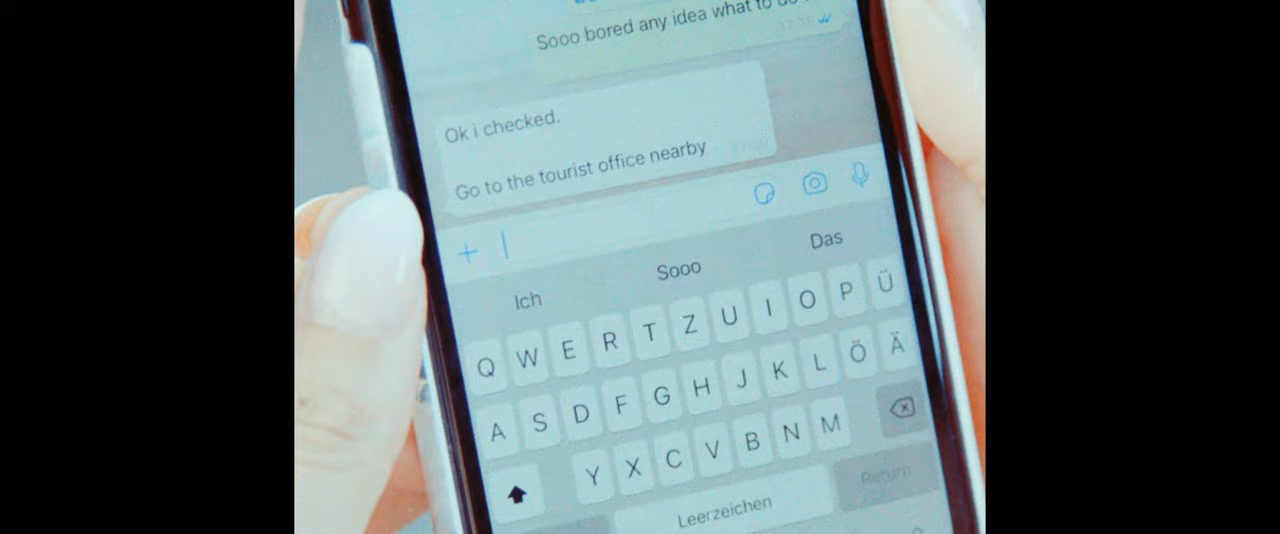 Sooo bored any idea what to do
Ok i checked.
Go to the tourist office nearby
Ich Sooo Das
Q W E R T Z U I O P Ü
A S D F G H J K L Ö Ä
Y X C V B N M
Leerzeichen Return